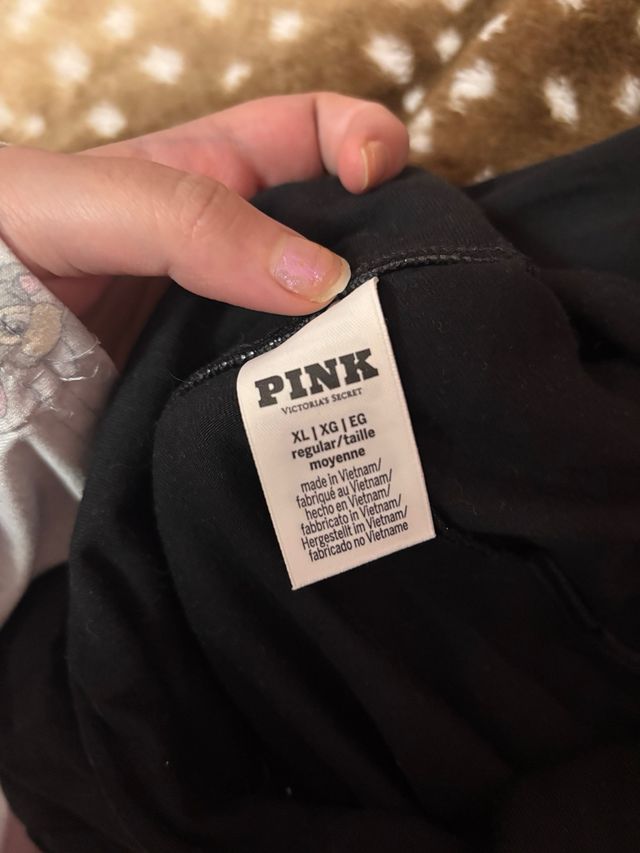 PINK
VICTORIA'S SECRET
XL | XG | EG
regular/taille
moyenne
made in Vietnam/
fabriqué au Vietnam/
hecho en Vietnam/
fabbricato in Vietnam/
Hergestellt im Vietnam/
fabricado no Vietname